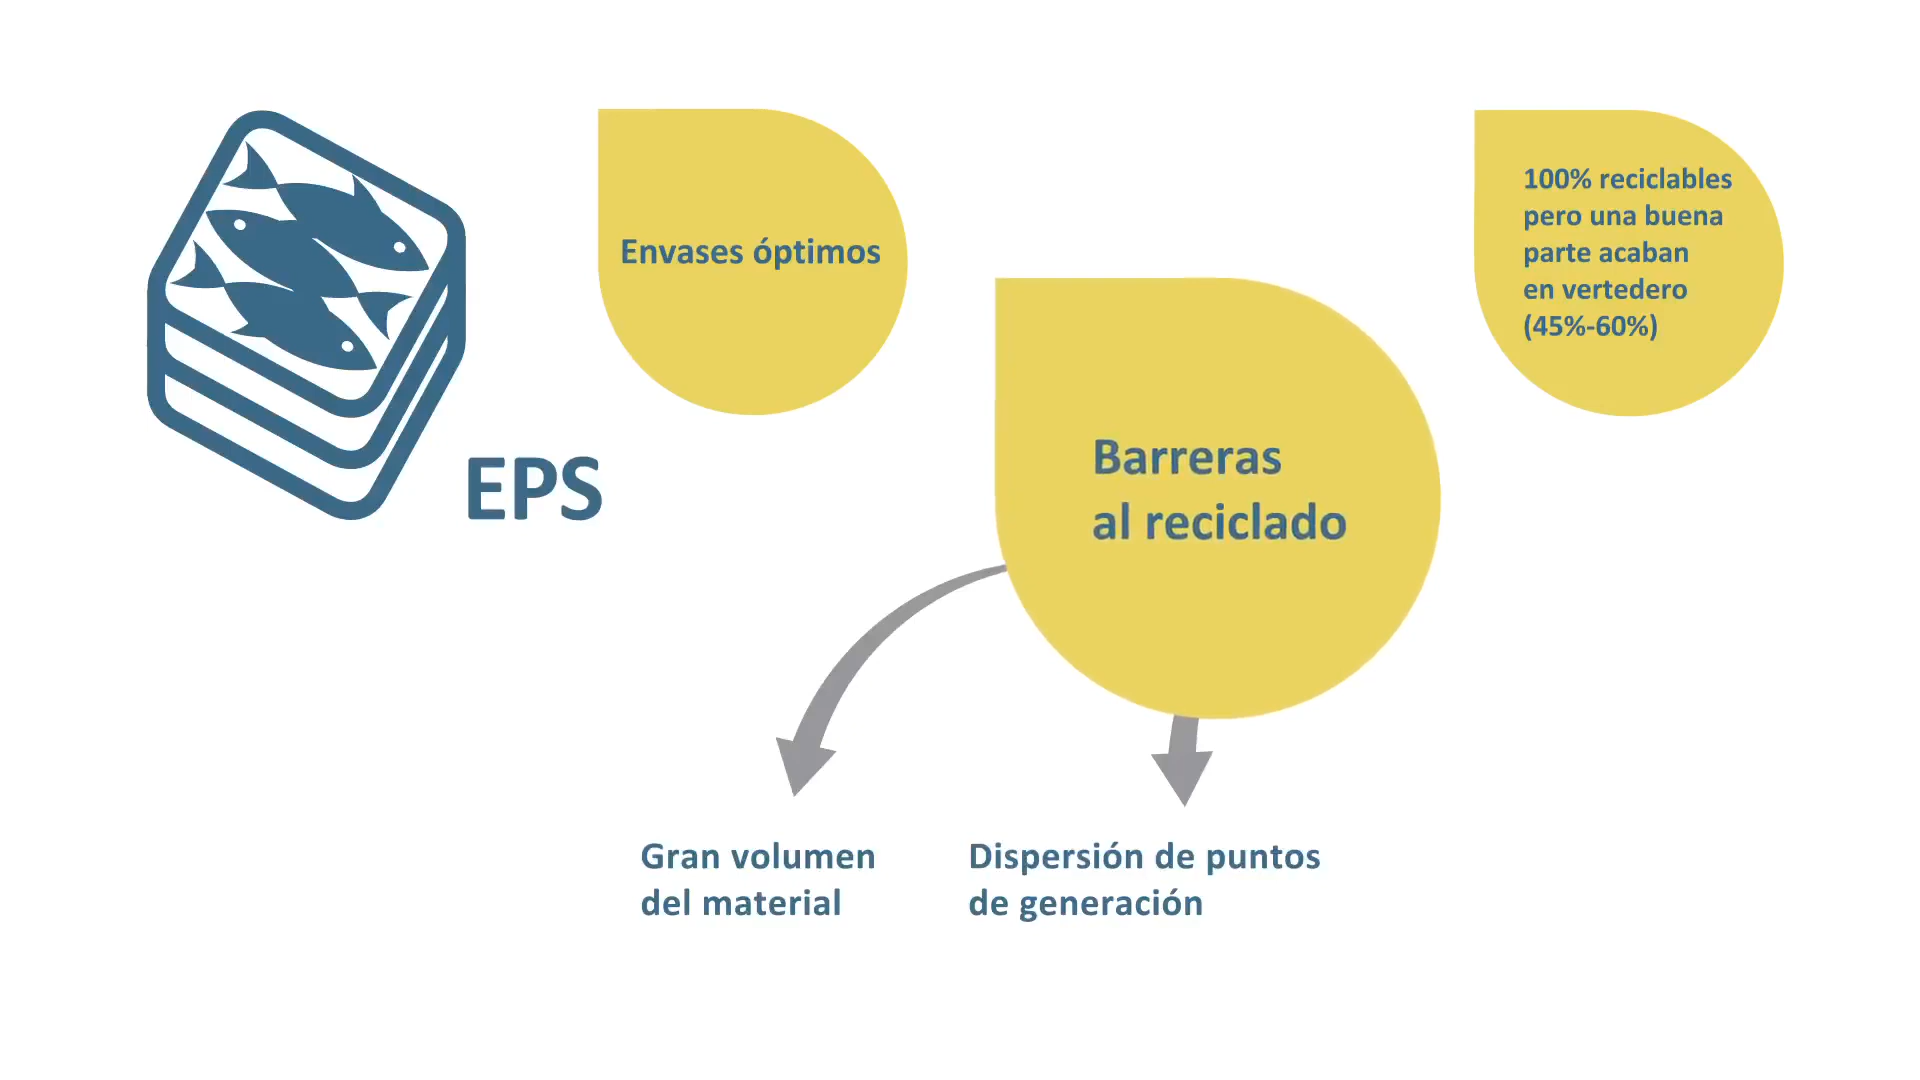 EPS
Envases óptimos
Barreras
al reciclado
100% reciclables
pero una buena
parte acaban
en vertedero
(45%-60%)
Gran volumen
del material
Dispersión de puntos
de generación